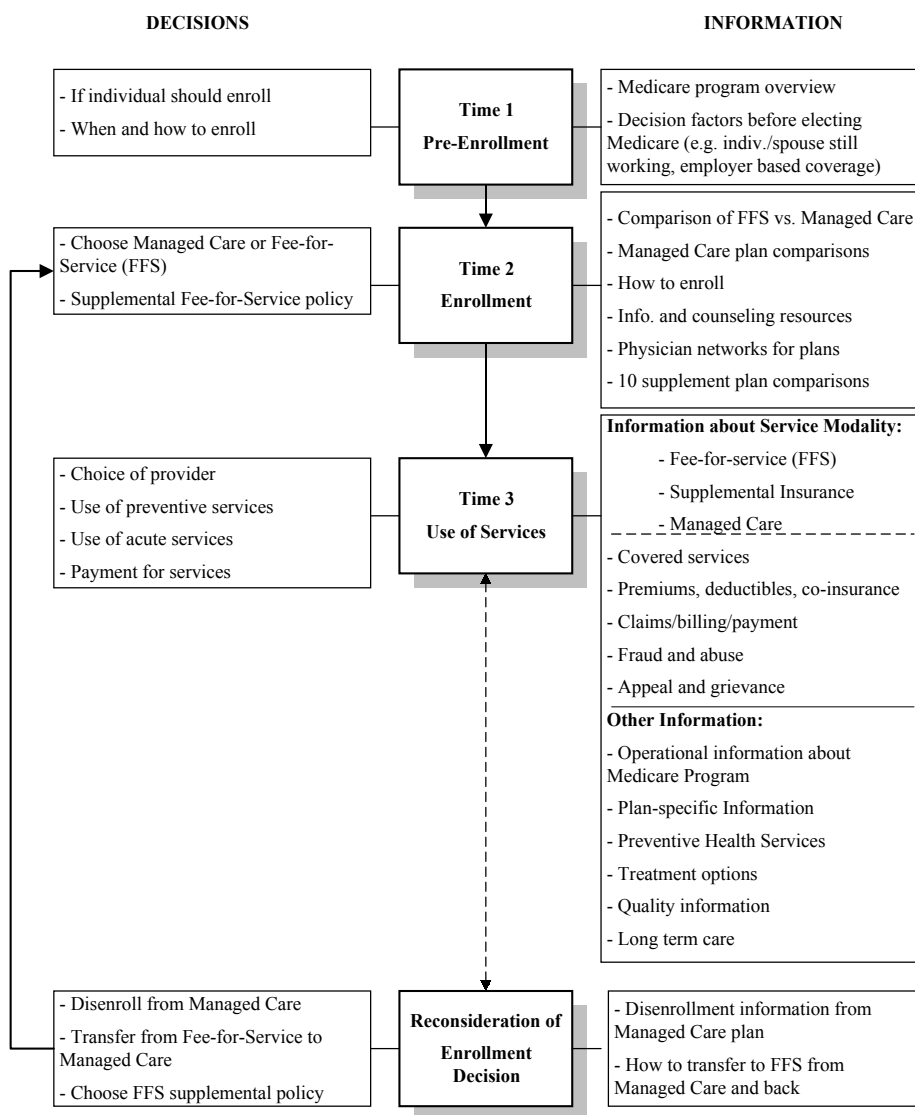 DECISIONS
INFORMATION
- If individual should enroll
- When and how to enroll
Time 1
Pre-Enrollment
- Medicare program overview
- Decision factors before electing
Medicare (e.g. indiv./spouse still
working, employer based coverage)
- Choose Managed Care or Fee-for-
Service (FFS)
- Supplemental Fee-for-Service policy
Time 2
Enrollment
- Comparison of FFS vs. Managed Care
- Managed Care plan comparisons
- How to enroll
- Info. and counseling resources
- Physician networks for plans
- 10 supplement plan comparisons
- Choice of provider
- Use of preventive services
- Use of acute services
- Payment for services
Time 3
Use of Services
Information about Service Modality:
- Fee-for-service (FFS)
- Supplemental Insurance
- Managed Care
- Covered services
- Premiums, deductibles, co-insurance
- Claims/billing/payment
- Fraud and abuse
- Appeal and grievance
Other Information:
- Operational information about
Medicare Program
- Plan-specific Information
- Preventive Health Services
- Treatment options
- Quality information
- Long term care
- Disenroll from Managed Care
- Transfer from Fee-for-Service to
Managed Care
- Choose FFS supplemental policy
Reconsideration of
Enrollment
Decision
- Disenrollment information from
Managed Care plan
- How to transfer to FFS from
Managed Care and back